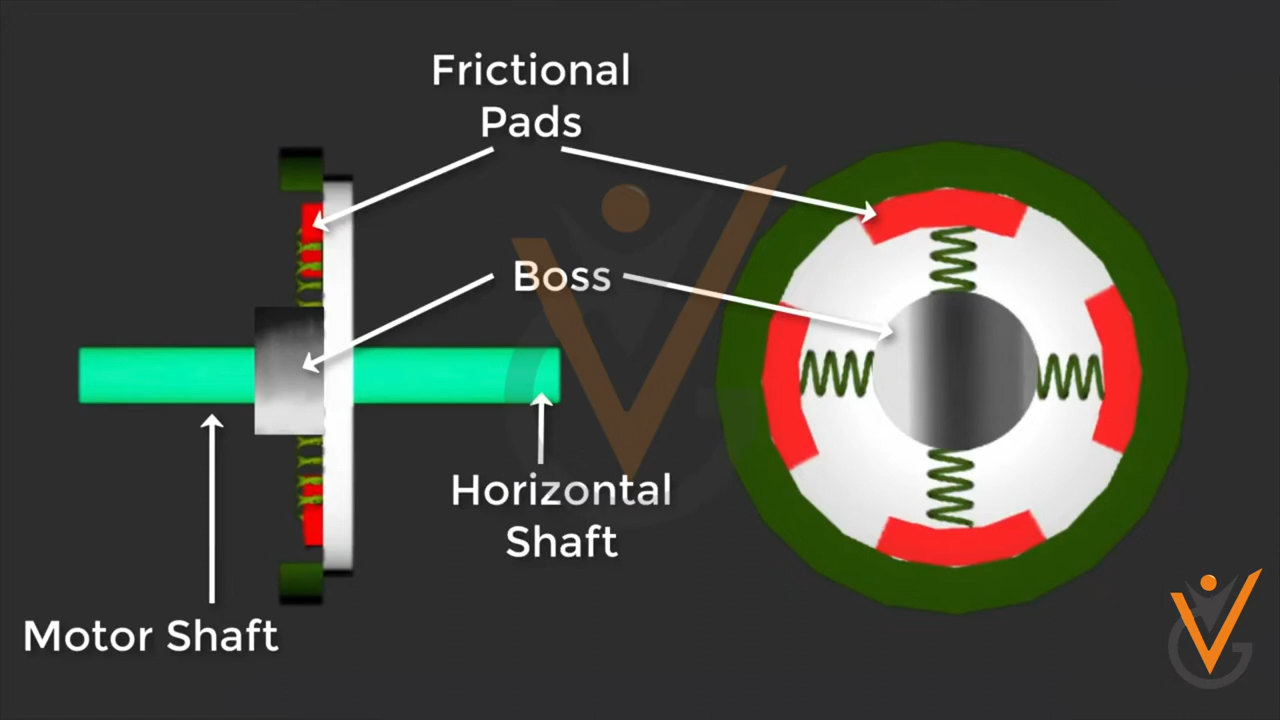 Frictional
Pads
Boss
Horizontal
Shaft
Motor Shaft